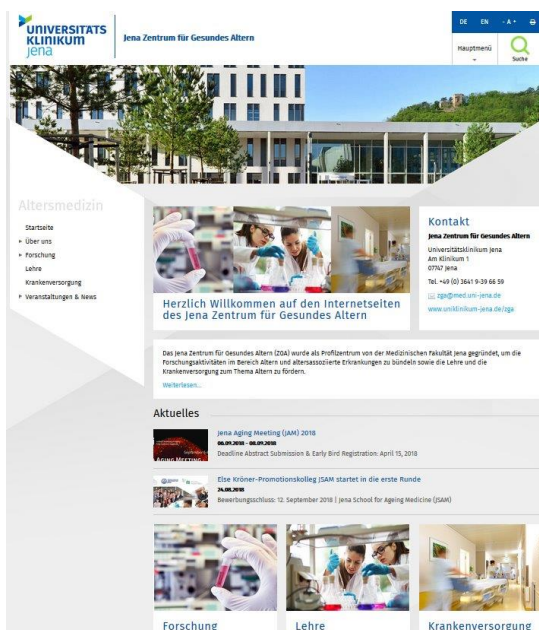 UNIVERSITÄTS
KLINIKUM
jena
Jena Zentrum für Gesundes Altern
DE EN - A +
Hauptmenü
Suche
Altersmedizin
Startseite
Über uns
Forschung
Lehre
Krankenversorgung
Veranstaltungen & News
Herzlich Willkommen auf den Internetseiten
des Jena Zentrum für Gesundes Altern
Kontakt
Jena Zentrum für Gesundes Altern
Universitätsklinikum Jena
Am Klinikum 1
07747 Jena
Tel. +49 (0) 3641 9-39 66 59
zga@med.uni-jena.de
www.uniklinikum-jena.de/zga
Das Jena Zentrum für Gesundes Altern (ZGA) wurde als Profilzentrum von der Medizinischen Fakultät Jena gegründet, um die
Forschungsaktivitäten im Bereich Altern und altersassoziierte Erkrankungen zu bündeln sowie die Lehre und die
Krankenversorgung zum Thema Altern zu fördern.
Weiterlesen...
Aktuelles
Jena Aging Meeting (JAM) 2018
06.09.2018 - 08.09.2018
Deadline Abstract Submission & Early Bird Registration: April 15, 2018
AGING MEETING
Else Kröner-Promotionskolleg JSAM startet in die erste Runde
24.08.2018
Bewerbungsschluss: 12. September 2018 | Jena School for Ageing Medicine (JSAM)
Forschung
Lehre
Krankenversorgung